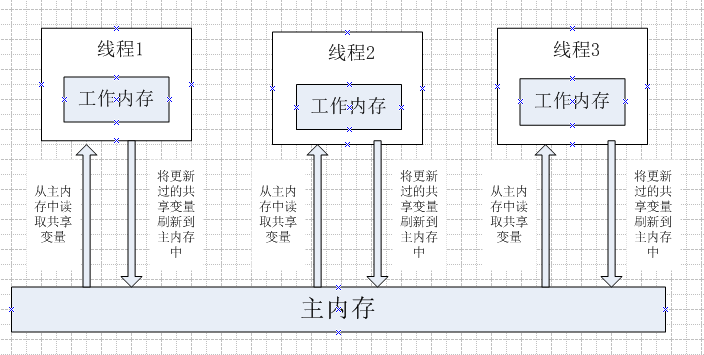 线程1
线程2
线程3
工作内存
工作内存
工作内存
从主内
存中读
取共享
变量
将更新
过的共
享变量
刷新到
主内存
中
从主内
存中读
取共享
变量
将更新
过的共
享变量
刷新到
主内存
中
从主内
存中读
取共享
变量
将更新
过的共
享变量
刷新到
主内存
中
主内存